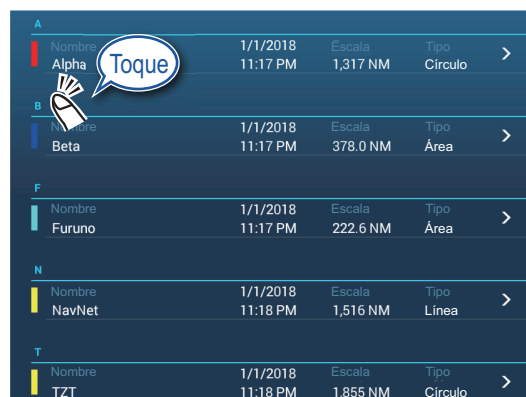 A
Nombre 1/1/2018 Escala Tipo
Alpha 11:17 PM 1,317 NM Círculo
Toque
B
Nombre 1/1/2018 Escala Tipo
Beta 11:17 PM 378.0 NM Área
F
Nombre 1/1/2018 Escala Tipo
Furuno 11:17 PM 222.6 NM Área
N
Nombre 1/1/2018 Escala Tipo
NavNet 11:18 PM 1,516 NM Línea
T
Nombre 1/1/2018 Escala Tipo
TZT 11:18 PM 1,855 NM Círculo